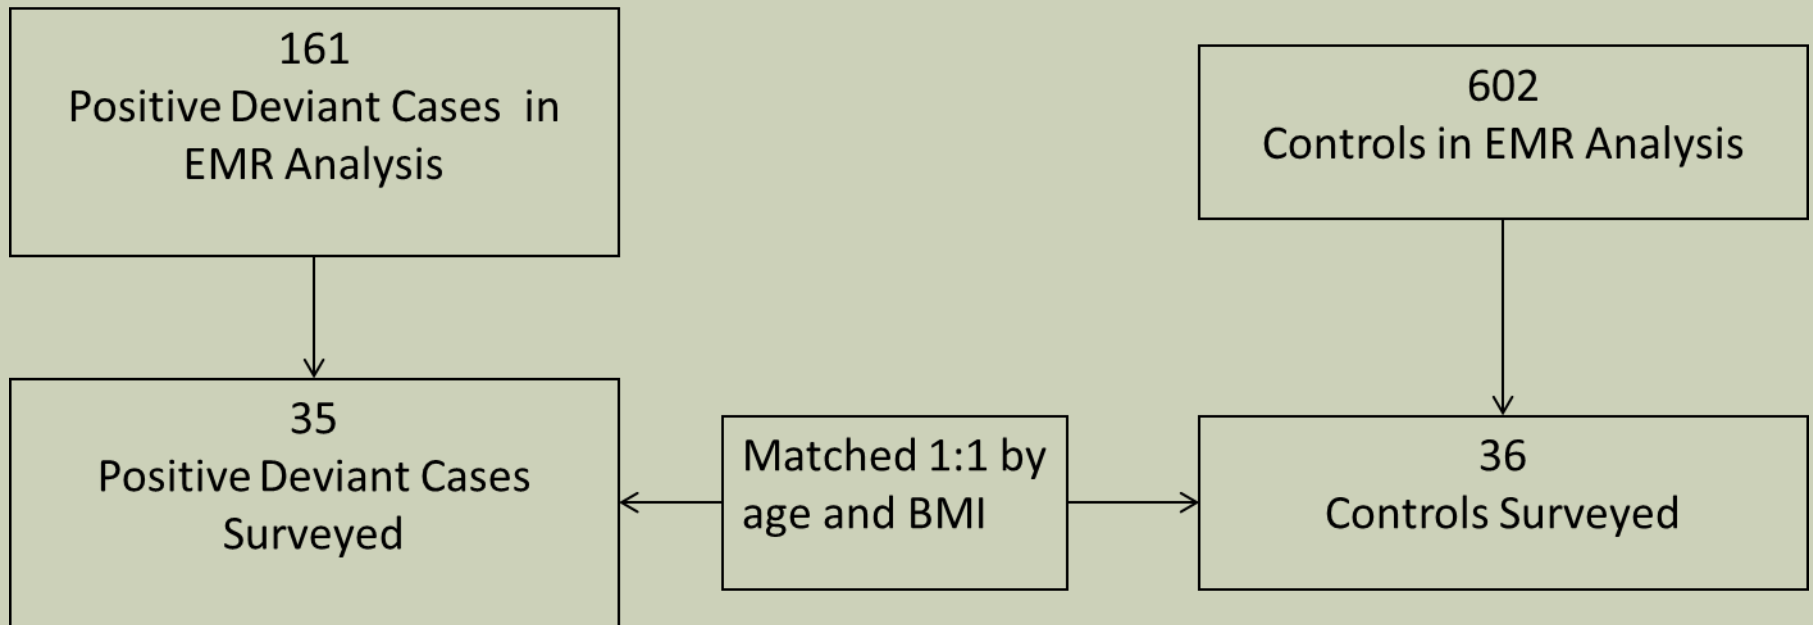 161
Positive Deviant Cases in
EMR Analysis
602
Controls in EMR Analysis
35
Positive Deviant Cases
Surveyed
Matched 1:1 by
age and BMI
36
Controls Surveyed